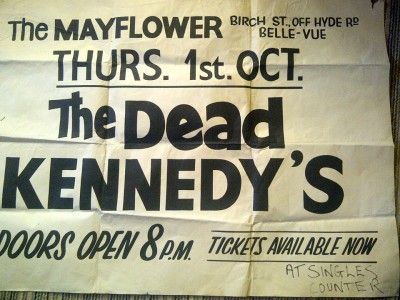 The MAYFLOWER BIRCH ST., OFF HYDE RD
BELLE-VUE
THURS. 1st. OCT.
The Dead
KENNEDY'S
DOORS OPEN 8 P.M. TICKETS AVAILABLE NOW
AT SINGLES
COUNTER